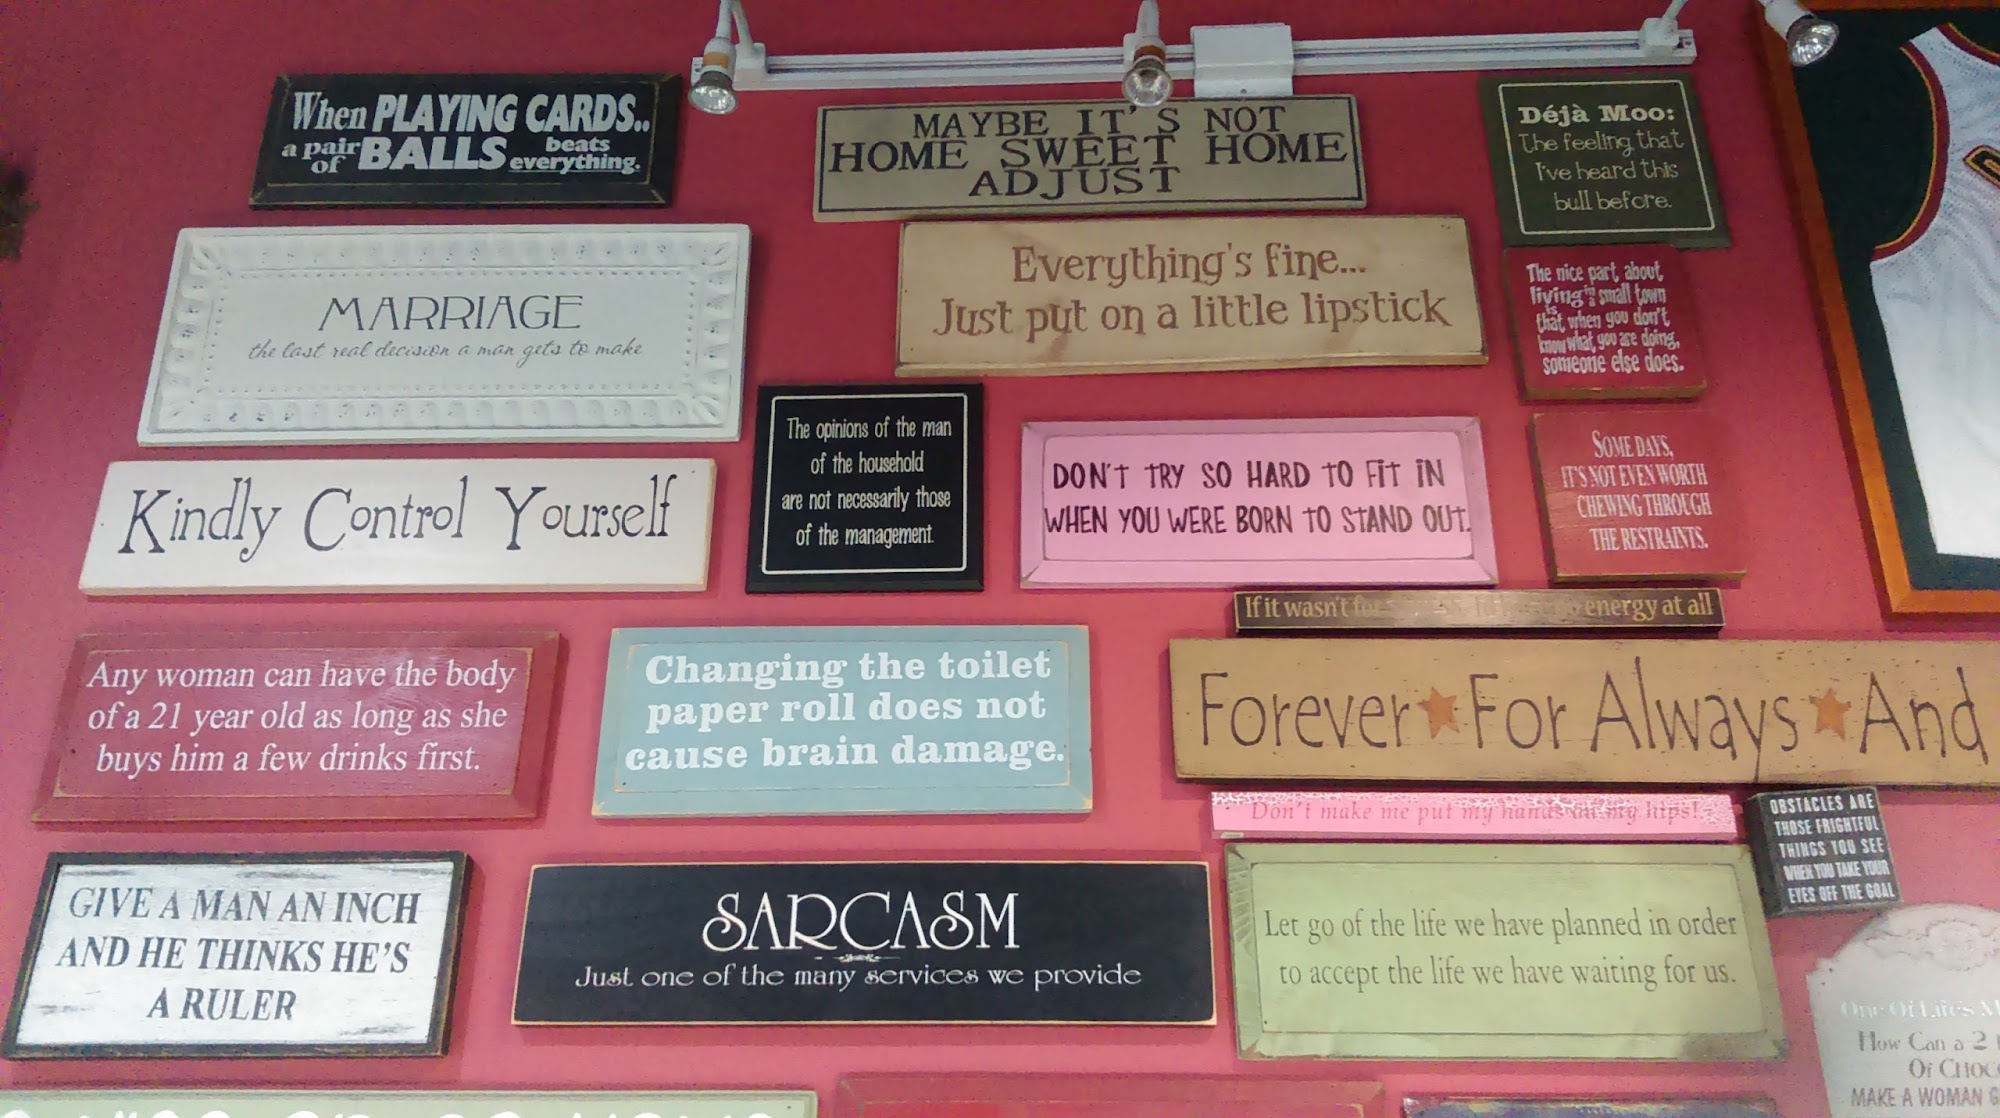 When PLAYING CARDS..
a pair of BALLS beats everything.
MAYBE IT'S NOT
HOME SWEET HOME
ADJUST
Déjà Moo:
The feeling that
I've heard this
bull before.
MARRIAGE
the last real decision a man gets to make
Everything's fine...
Just put on a little lipstick
The nice part about
living in a small town
is
that when you don't
know what you are doing,
someone else does.
Kindly Control Yourself
The opinions of the man
of the household
are not necessarily those
of the management.
DON'T TRY SO HARD TO FIT IN
WHEN YOU WERE BORN TO STAND OUT.
SOME DAYS,
IT'S NOT EVEN WORTH
CHEWING THROUGH
THE RESTRAINTS.
If it wasn't energy at all
Any woman can have the body
of a 21 year old as long as she
buys him a few drinks first.
Changing the toilet
paper roll does not
cause brain damage.
Forever For Always And
Don't make me put my hands on my hips!
OBSTACLES ARE
THOSE FRIGHTFUL
THINGS YOU SEE
WHEN YOU TAKE YOUR
EYES OFF THE GOAL
GIVE A MAN AN INCH
AND HE THINKS HE'S
A RULER
SARCASM
Just one of the many services we provide
Let go of the life we have planned in order
to accept the life we have waiting for us.
One Of Life's M
How Can a 2
Of CHOC
MAKE A WOMAN G